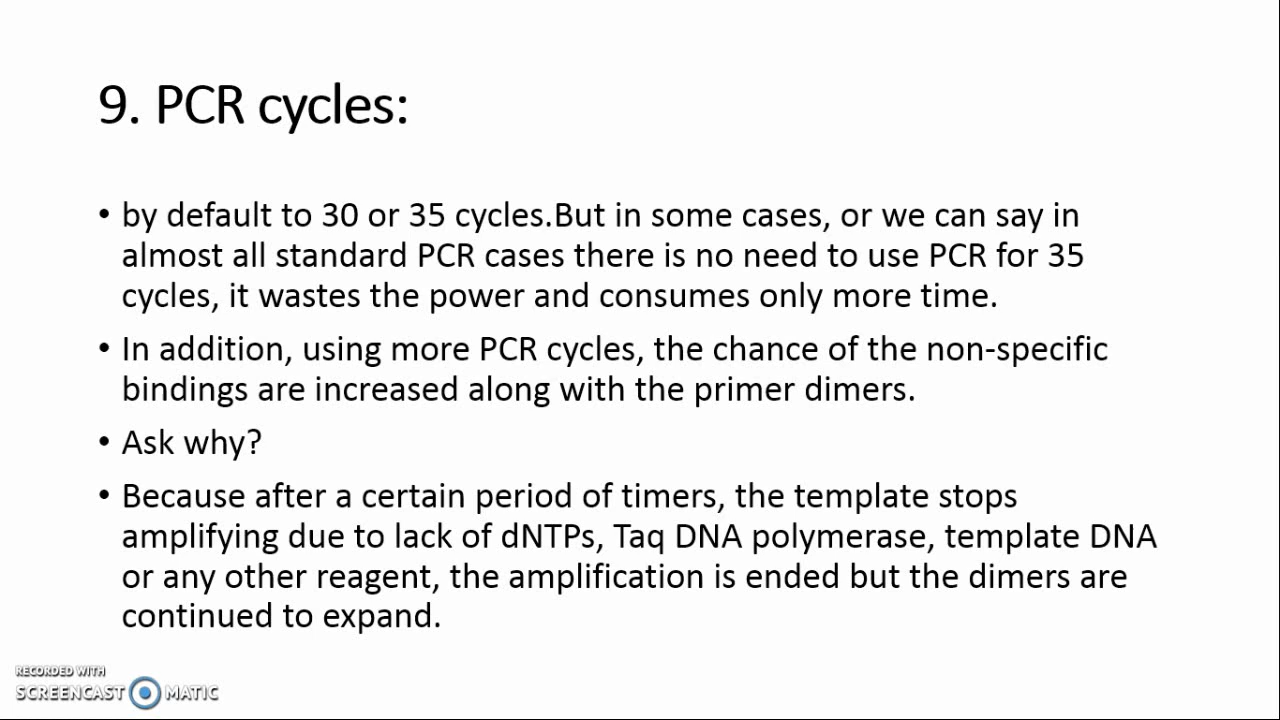 9. PCR cycles:
• by default to 30 or 35 cycles.But in some cases, or we can say in
almost all standard PCR cases there is no need to use PCR for 35
cycles, it wastes the power and consumes only more time.
• In addition, using more PCR cycles, the chance of the non-specific
bindings are increased along with the primer dimers.
• Ask why?
• Because after a certain period of timers, the template stops
amplifying due to lack of dNTPs, Taq DNA polymerase, template DNA
or any other reagent, the amplification is ended but the dimers are
continued to expand.
RECORDED WITH
SCREENCAST MATIC